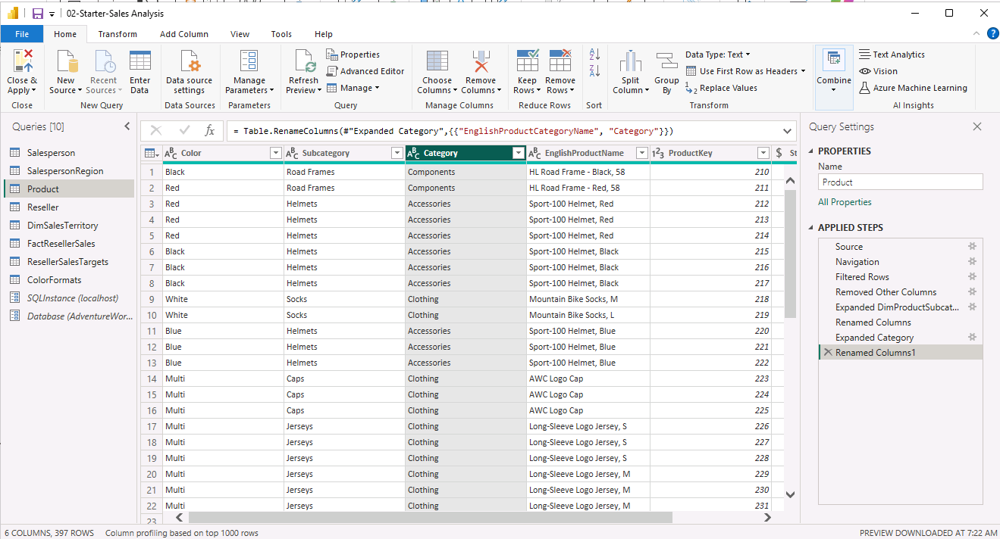 02-Starter-Sales Analysis
File Home Transform Add Column View Tools Help
Close & Apply
New Source
Recent Sources
Enter Data
Data source settings
Manage Parameters
Refresh Preview
Properties
Advanced Editor
Manage
Choose Columns
Remove Columns
Keep Rows
Remove Rows
Split Column
Group By
Data Type: Text
Use First Row as Headers
Replace Values
Combine
Text Analytics
Vision
Azure Machine Learning
Close New Query Data Sources Parameters Query Manage Columns Reduce Rows Sort Transform AI Insights
Queries [10]
Salesperson
SalespersonRegion
Product
Reseller
DimSalesTerritory
FactResellerSales
ResellerSalesTargets
ColorFormats
SQLInstance (localhost)
Database (AdventureWor...
= Table.RenameColumns(#"Expanded Category",{{"EnglishProductCategoryName", "Category"}})
Color Subcategory Category EnglishProductName ProductKey $ St
1 Black Road Frames Components HL Road Frame - Black, 58 210
2 Red Road Frames Components HL Road Frame - Red, 58 211
3 Red Helmets Accessories Sport-100 Helmet, Red 212
4 Red Helmets Accessories Sport-100 Helmet, Red 213
5 Red Helmets Accessories Sport-100 Helmet, Red 214
6 Black Helmets Accessories Sport-100 Helmet, Black 215
7 Black Helmets Accessories Sport-100 Helmet, Black 216
8 Black Helmets Accessories Sport-100 Helmet, Black 217
9 White Socks Clothing Mountain Bike Socks, M 218
10 White Socks Clothing Mountain Bike Socks, L 219
11 Blue Helmets Accessories Sport-100 Helmet, Blue 220
12 Blue Helmets Accessories Sport-100 Helmet, Blue 221
13 Blue Helmets Accessories Sport-100 Helmet, Blue 222
14 Multi Caps Clothing AWC Logo Cap 223
15 Multi Caps Clothing AWC Logo Cap 224
16 Multi Caps Clothing AWC Logo Cap 225
17 Multi Jerseys Clothing Long-Sleeve Logo Jersey, S 226
18 Multi Jerseys Clothing Long-Sleeve Logo Jersey, S 227
19 Multi Jerseys Clothing Long-Sleeve Logo Jersey, S 228
20 Multi Jerseys Clothing Long-Sleeve Logo Jersey, M 229
21 Multi Jerseys Clothing Long-Sleeve Logo Jersey, M 230
22 Multi Jerseys Clothing Long-Sleeve Logo Jersey, M 231
23
Query Settings
PROPERTIES
Name
Product
All Properties
APPLIED STEPS
Source
Navigation
Filtered Rows
Removed Other Columns
Expanded DimProductSubcat...
Renamed Columns
Expanded Category
Renamed Columns1
6 COLUMNS, 397 ROWS Column profiling based on top 1000 rows
PREVIEW DOWNLOADED AT 7:22 AM